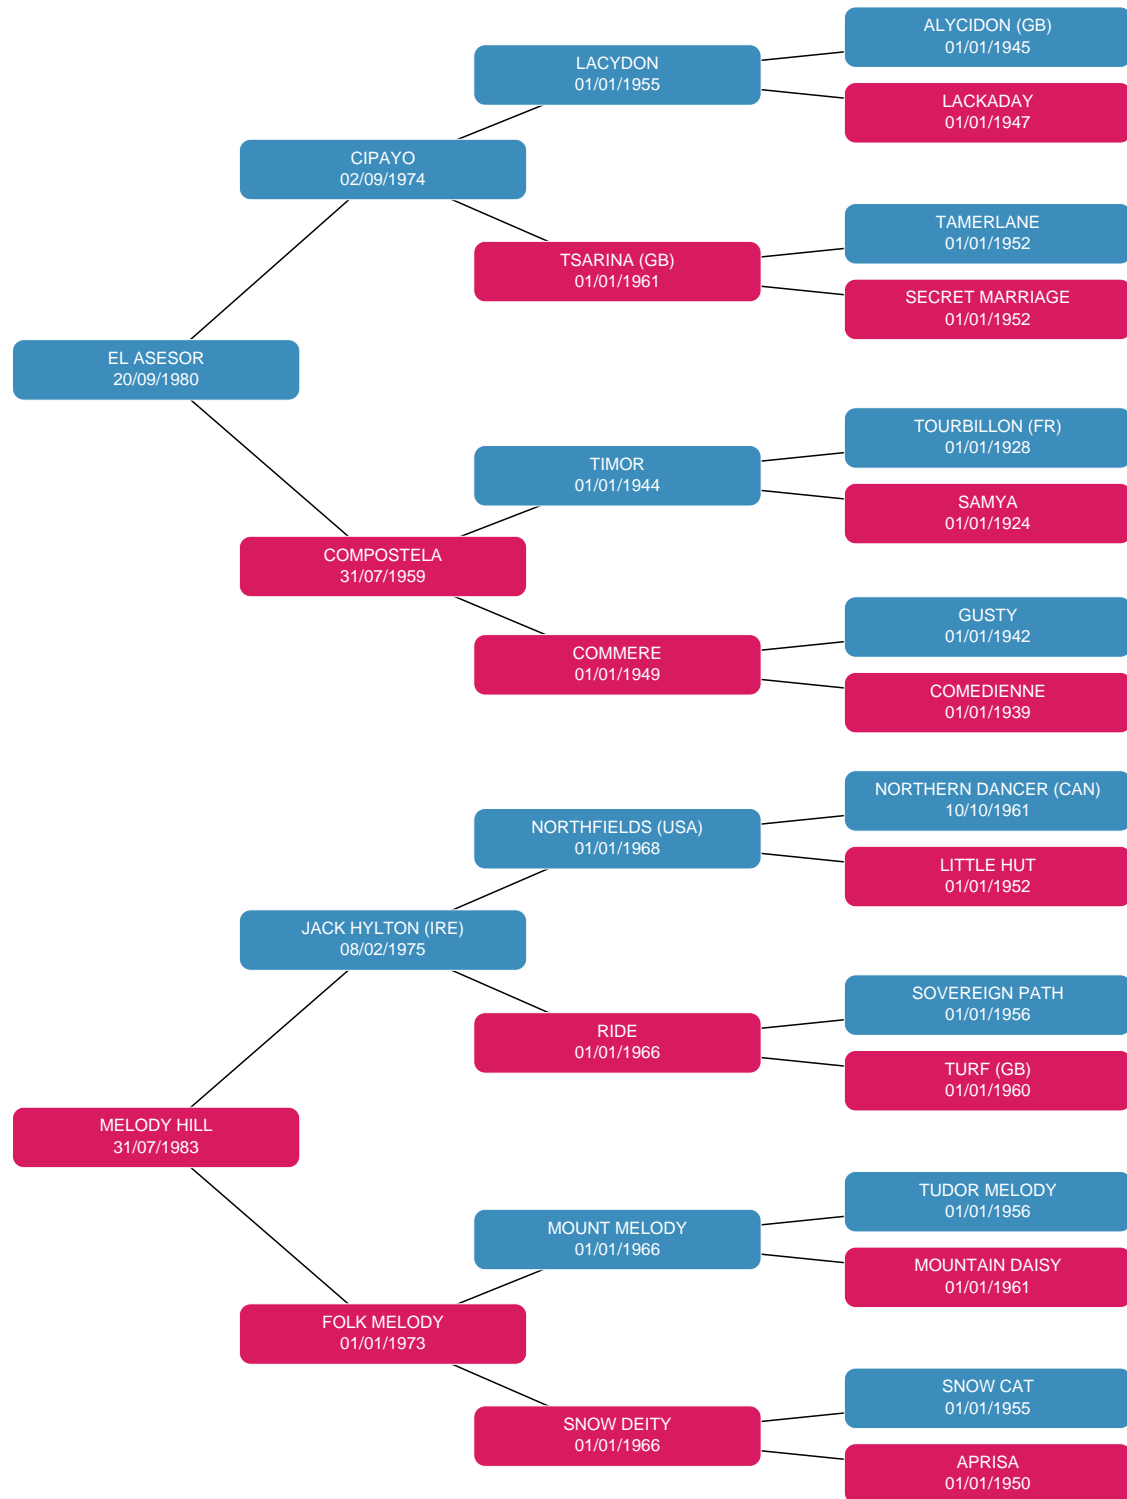 ALYCIDON (GB)
01/01/1945
LACYDON
01/01/1955
LACKADAY
01/01/1947
CIPAYO
02/09/1974
TAMERLANE
01/01/1952
TSARINA (GB)
01/01/1961
SECRET MARRIAGE
01/01/1952
EL ASESOR
20/09/1980
TOURBILLON (FR)
01/01/1928
TIMOR
01/01/1944
SAMYA
01/01/1924
COMPOSTELA
31/07/1959
GUSTY
01/01/1942
COMMERE
01/01/1949
COMEDIENNE
01/01/1939
NORTHERN DANCER (CAN)
10/10/1961
NORTHFIELDS (USA)
01/01/1968
LITTLE HUT
01/01/1952
JACK HYLTON (IRE)
08/02/1975
SOVEREIGN PATH
01/01/1956
RIDE
01/01/1966
TURF (GB)
01/01/1960
MELODY HILL
31/07/1983
TUDOR MELODY
01/01/1956
MOUNT MELODY
01/01/1966
MOUNTAIN DAISY
01/01/1961
FOLK MELODY
01/01/1973
SNOW CAT
01/01/1955
SNOW DEITY
01/01/1966
APRISA
01/01/1950